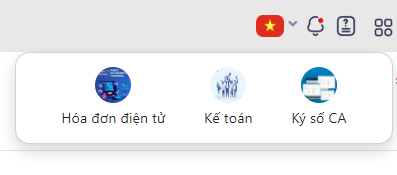 Hóa đơn điện tử Kế toán Ký số CA